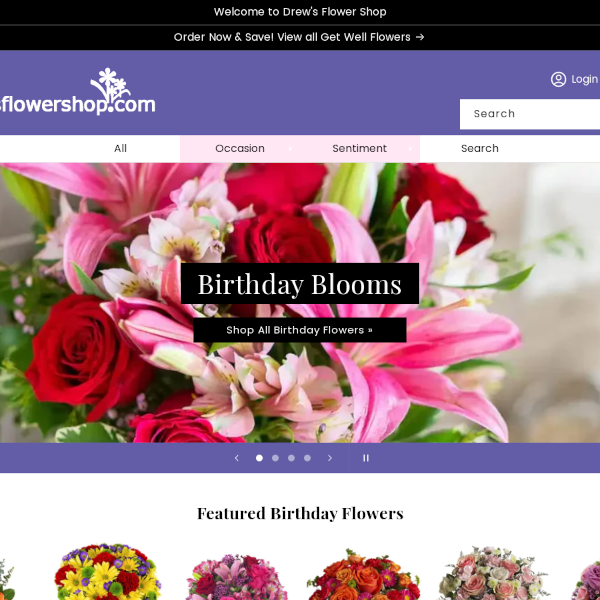 Welcome to Drew's Flower Shop
Order Now & Save! View all Get Well Flowers →
flowershop.com
Login
Search
All
Occasion
Sentiment
Search
Birthday Blooms
Shop All Birthday Flowers »
Featured Birthday Flowers